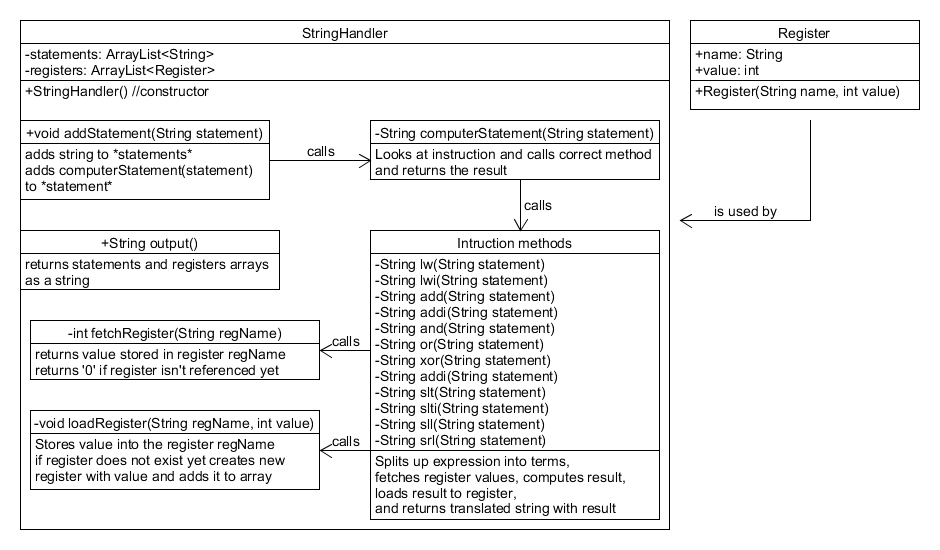 StringHandler
-statements: ArrayList<String>
-registers: ArrayList<Register>
+StringHandler() //constructor
+void addStatement(String statement)
adds string to *statements*
adds computerStatement(statement)
to *statement*
calls
-String computerStatement(String statement)
Looks at instruction and calls correct method
and returns the result
calls
+String output()
returns statements and registers arrays
as a string
Intruction methods
-String lw(String statement)
-String lwi(String statement)
-String add(String statement)
-String addi(String statement)
-String and(String statement)
-String or(String statement)
-String xor(String statement)
-String addi(String statement)
-String slt(String statement)
-String slti(String statement)
-String sll(String statement)
-String srl(String statement)
Splits up expression into terms,
fetches register values, computes result,
loads result to register,
and returns translated string with result
calls
-int fetchRegister(String regName)
returns value stored in register regName
returns '0' if register isn't referenced yet
calls
-void loadRegister(String regName, int value)
Stores value into the register regName
if register does not exist yet creates new
register with value and adds it to array
Register
+name: String
+value: int
+Register(String name, int value)
is used by